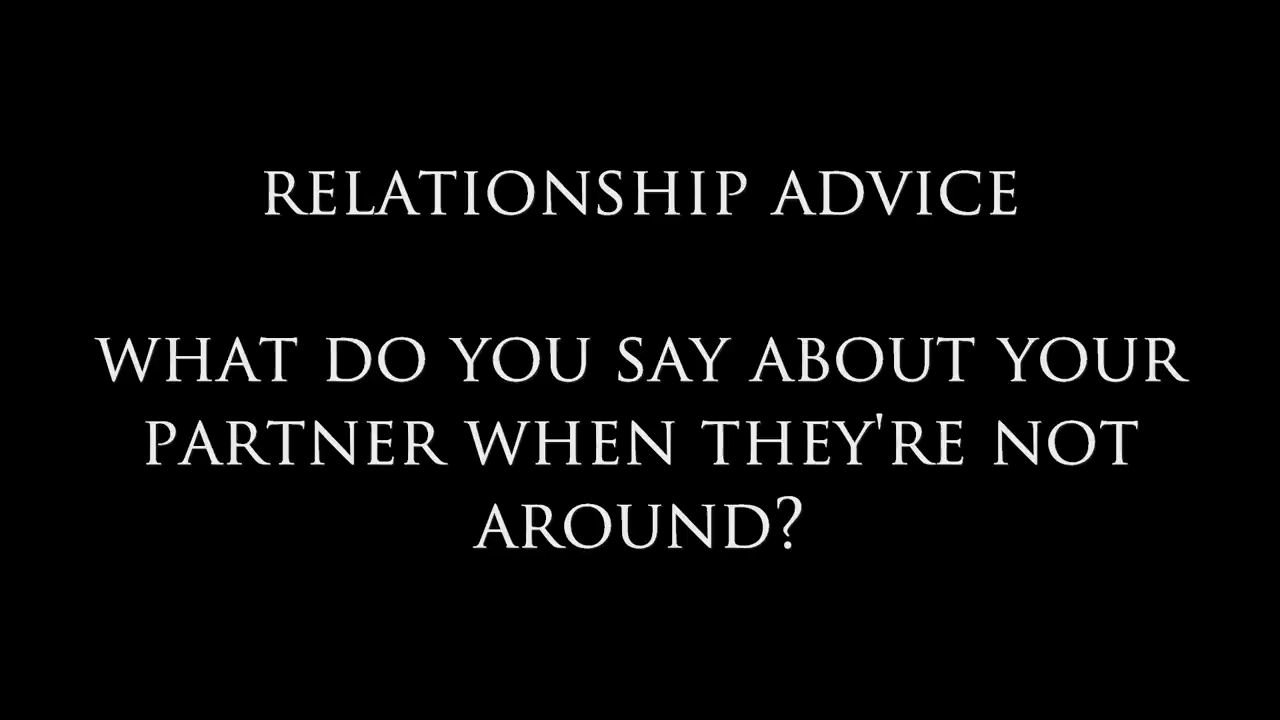 RELATIONSHIP ADVICE
WHAT DO YOU SAY ABOUT YOUR
PARTNER WHEN THEY'RE NOT
AROUND?